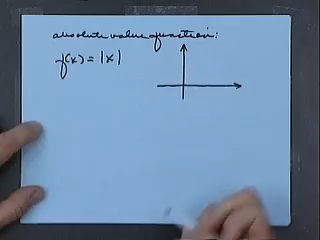 absolute value function:
f(x) = |x|